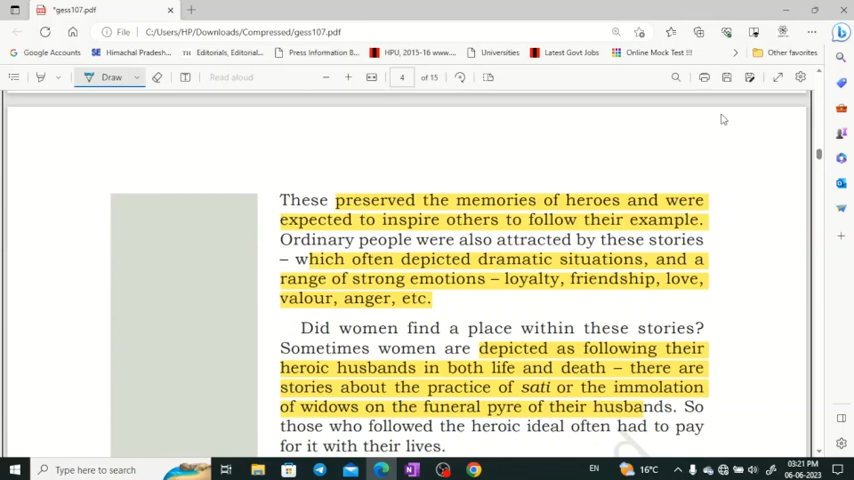 *gess107.pdf
File
C:/Users/HP/Downloads/Compressed/gess107.pdf
Google Courses
Himachal Pradesh...
Editorials, Editorial...
Press Information B...
HPU, 2015-16 www....
Universities
Latest Govt Jobs
Online Mock Test !!!
Other favorites
Draw
Read aloud
4 of 15
These preserved the memories of heroes and were
expected to inspire others to follow their example.
Ordinary people were also attracted by these stories
– which often depicted dramatic situations, and a
range of strong emotions – loyalty, friendship, love,
valour, anger, etc.
Did women find a place within these stories?
Sometimes women are depicted as following their
heroic husbands in both life and death – there are
stories about the practice of sati or the immolation
of widows on the funeral pyre of their husbands. So
those who followed the heroic ideal often had to pay
for it with their lives.
Type here to search
EN
16°C
03:21 PM
06-06-2023